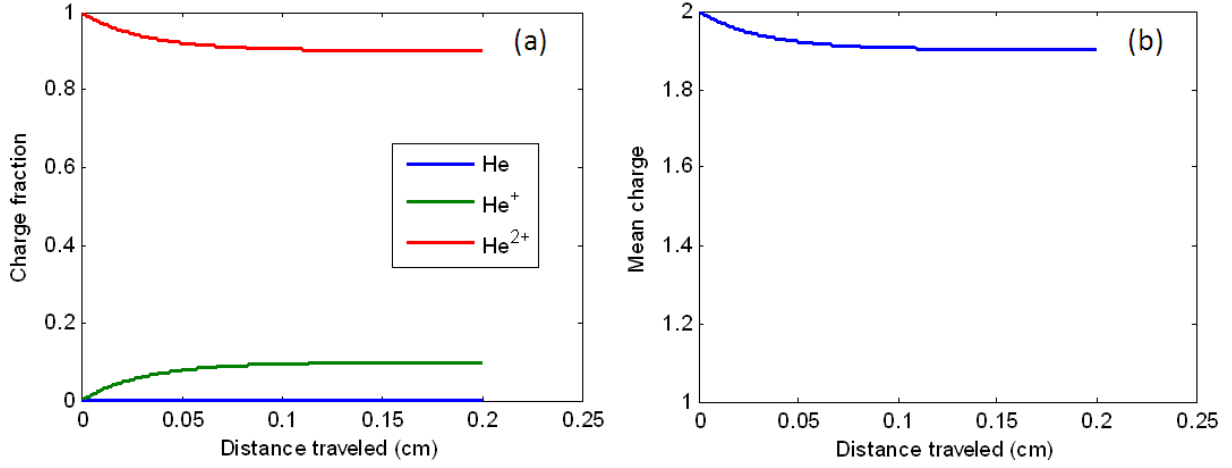 1
0.8
0.6
0.4
0.2
0
0
0.05
0.1
0.15
0.2
0.25
Charge fraction
Distance traveled (cm)
(a)
He
He+
He2+
2
1.8
1.6
1.4
1.2
1
0
0.05
0.1
0.15
0.2
0.25
Mean charge
Distance traveled (cm)
(b)